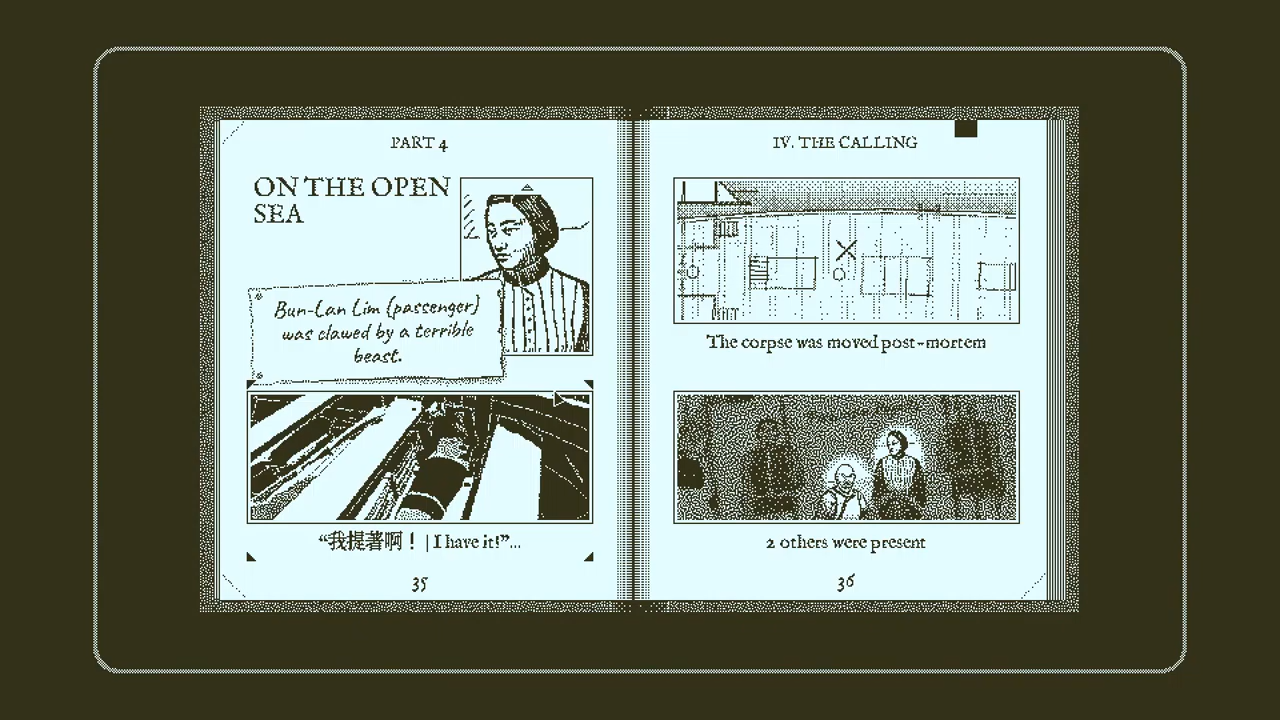 PART 4
ON THE OPEN
SEA
Bun-Lan Lim (passenger)
was clawed by a terrible
beast.
“我提著啊！ | I have it!”...
35
IV. THE CALLING
The corpse was moved post-mortem
2 others were present
36